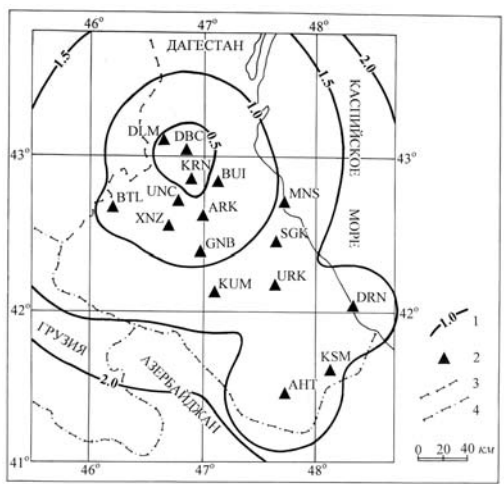 46° 47° 48°
ДАГЕСТАН
1.5
2.0
1.5
1.0
0.5
КАСПИЙСКОЕ
МОРЕ
DLM DBC
43° 43°
KRN
BUI
BTL UNC
MNS
ARK
XNZ
SGK
GNB
KUM URK
DRN
42° 42°
ГРУЗИЯ
АЗЕРБАЙДЖАН
2.0
KSM
AHT
41°
46° 47° 48°
1.0 1
2
3
4
0 20 40 км